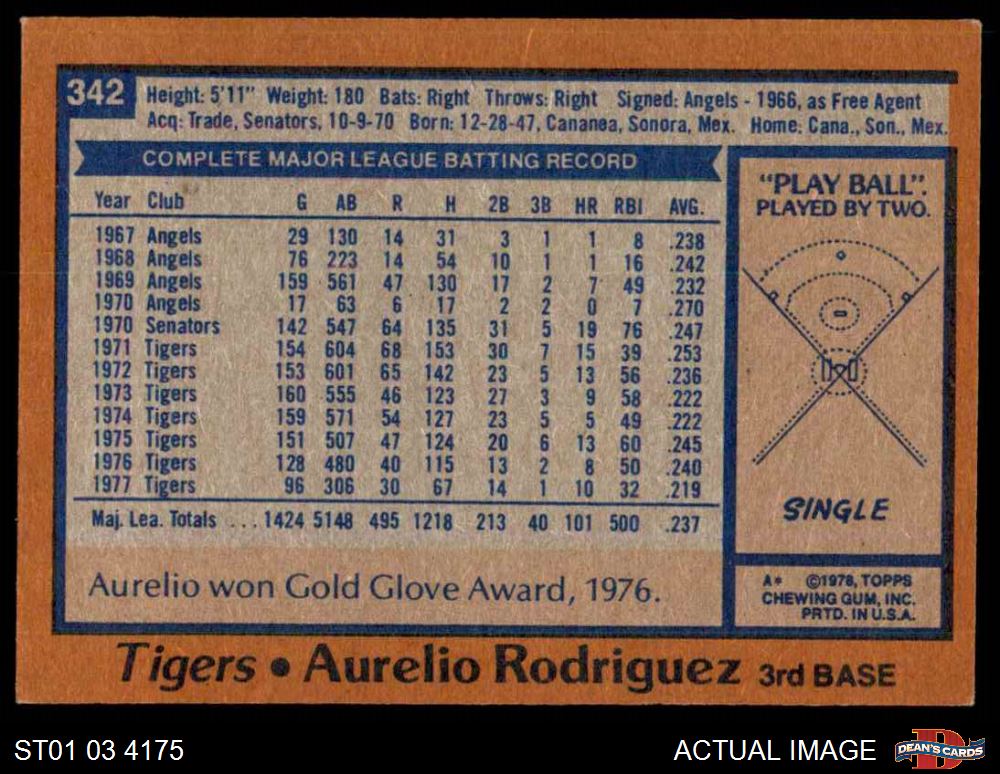 342
Height: 5'11" Weight: 180 Bats: Right Throws: Right Signed: Angels - 1966, as Free Agent
Acq: Trade, Senators, 10-9-70 Born: 12-28-47, Cananea, Sonora, Mex. Home: Cana., Son., Mex.
COMPLETE MAJOR LEAGUE BATTING RECORD
Year Club G AB R H 2B 3B HR RBI AVG.
1967 Angels 29 130 14 31 3 1 1 8 .238
1968 Angels 76 223 14 54 10 1 1 16 .242
1969 Angels 159 561 47 130 17 2 7 49 .232
1970 Angels 17 63 6 17 2 2 0 7 .270
1970 Senators 142 547 64 135 31 5 19 76 .247
1971 Tigers 154 604 68 153 30 7 15 39 .253
1972 Tigers 153 601 65 142 23 5 13 56 .236
1973 Tigers 160 555 46 123 27 3 9 58 .222
1974 Tigers 159 571 54 127 23 5 5 49 .222
1975 Tigers 151 507 47 124 20 6 13 60 .245
1976 Tigers 128 480 40 115 13 2 8 50 .240
1977 Tigers 96 306 30 67 14 1 10 32 .219
Maj. Lea. Totals ... 1424 5148 495 1218 213 40 101 500 .237
Aurelio won Gold Glove Award, 1976.
"PLAY BALL".
PLAYED BY TWO.
SINGLE
A* ©1978, TOPPS
CHEWING GUM, INC.
PRTD. IN U.S.A.
Tigers • Aurelio Rodriguez 3rd BASE
ST01 03 4175
ACTUAL IMAGE
D
DEAN'S CARDS